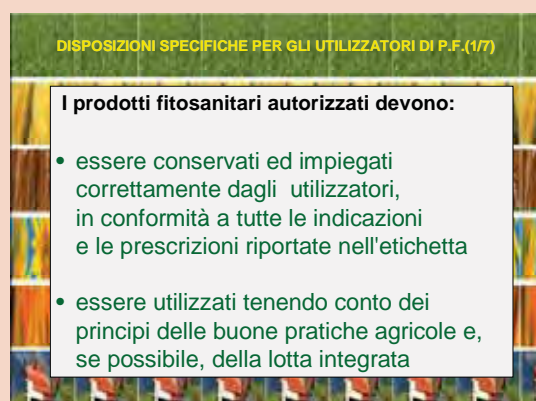 DISPOSIZIONI SPECIFICHE PER GLI UTILIZZATORI DI P.F.(1/7)
I prodotti fitosanitari autorizzati devono:
• essere conservati ed impiegati
correttamente dagli utilizzatori,
in conformità a tutte le indicazioni
e le prescrizioni riportate nell'etichetta
• essere utilizzati tenendo conto dei
principi delle buone pratiche agricole e,
se possibile, della lotta integrata